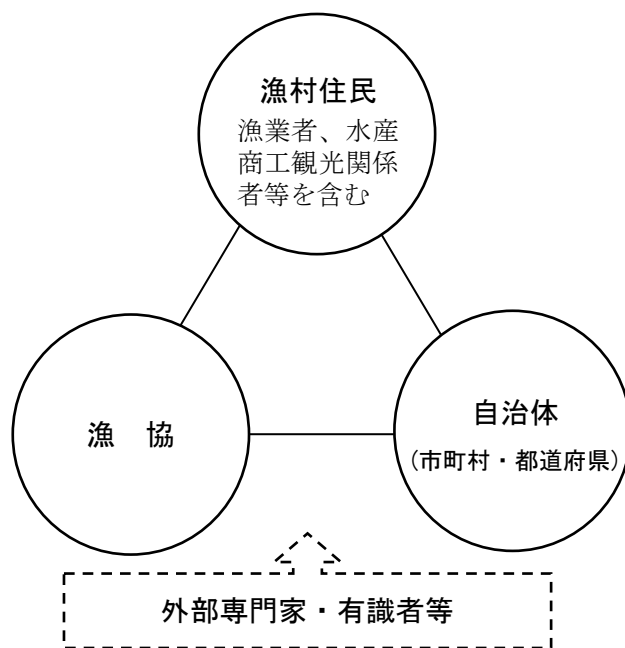 漁村住民
漁業者、水産
商工観光関係
者等を含む
漁　協
自治体
(市町村・都道府県)
外部専門家・有識者等